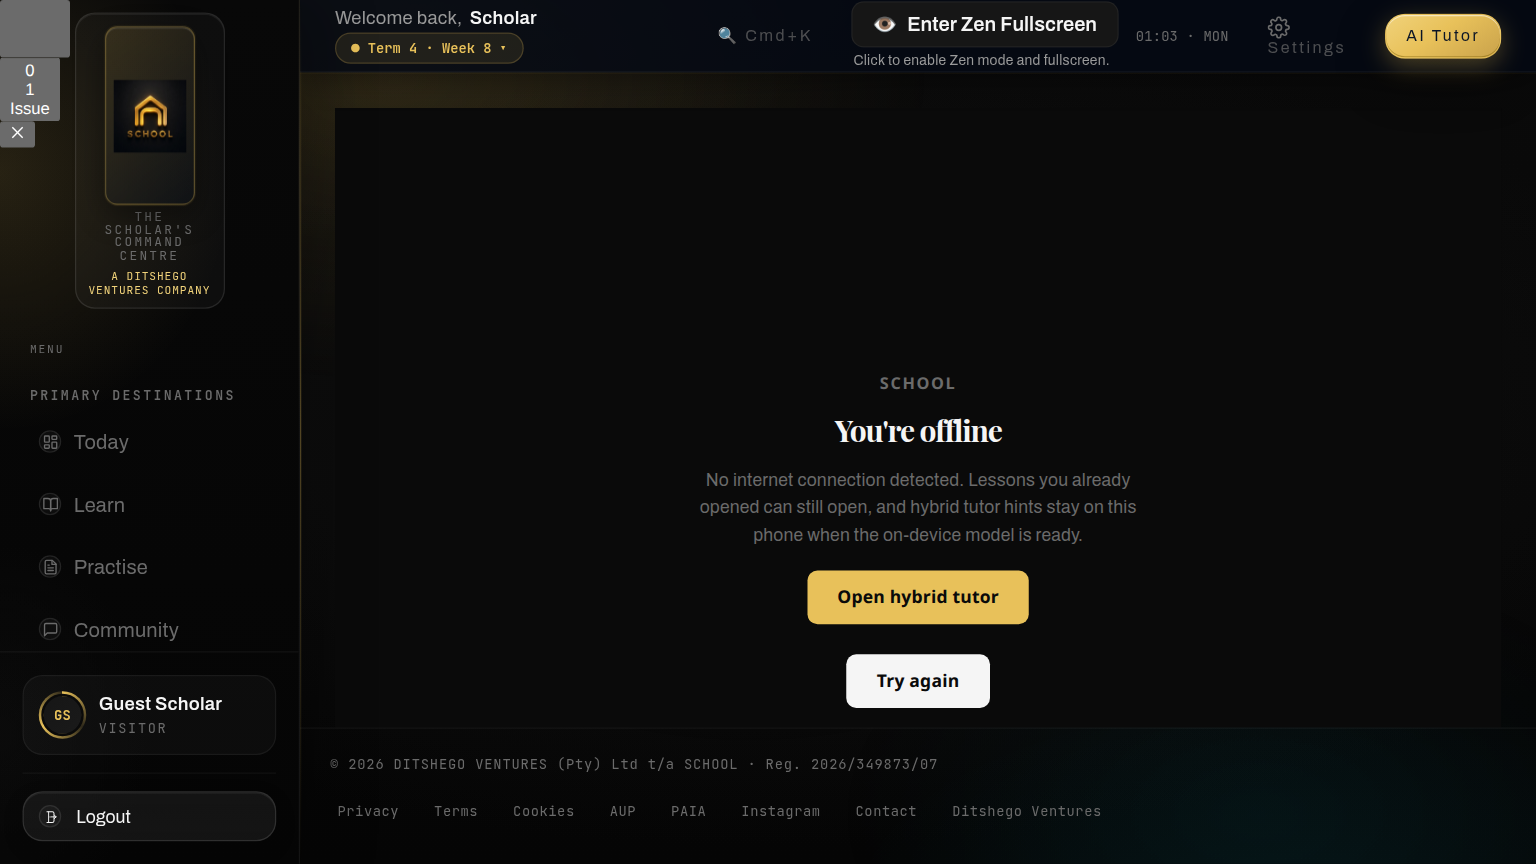 0
1
Issue
SCHOOL
THE
SCHOLAR'S
COMMAND
CENTRE
A DITSHEGO
VENTURES COMPANY
MENU
PRIMARY DESTINATIONS
Today
Learn
Practise
Community
GS
Guest Scholar
VISITOR
Logout
Welcome back, Scholar
Term 4 · Week 8
Cmd+K
Enter Zen Fullscreen
Click to enable Zen mode and fullscreen.
01:03 · MON
Settings
AI Tutor
SCHOOL
You're offline
No internet connection detected. Lessons you already
opened can still open, and hybrid tutor hints stay on this
phone when the on-device model is ready.
Open hybrid tutor
Try again
© 2026 DITSHEGO VENTURES (Pty) Ltd t/a SCHOOL · Reg. 2026/349873/07
Privacy Terms Cookies AUP PAIA Instagram Contact Ditshego Ventures